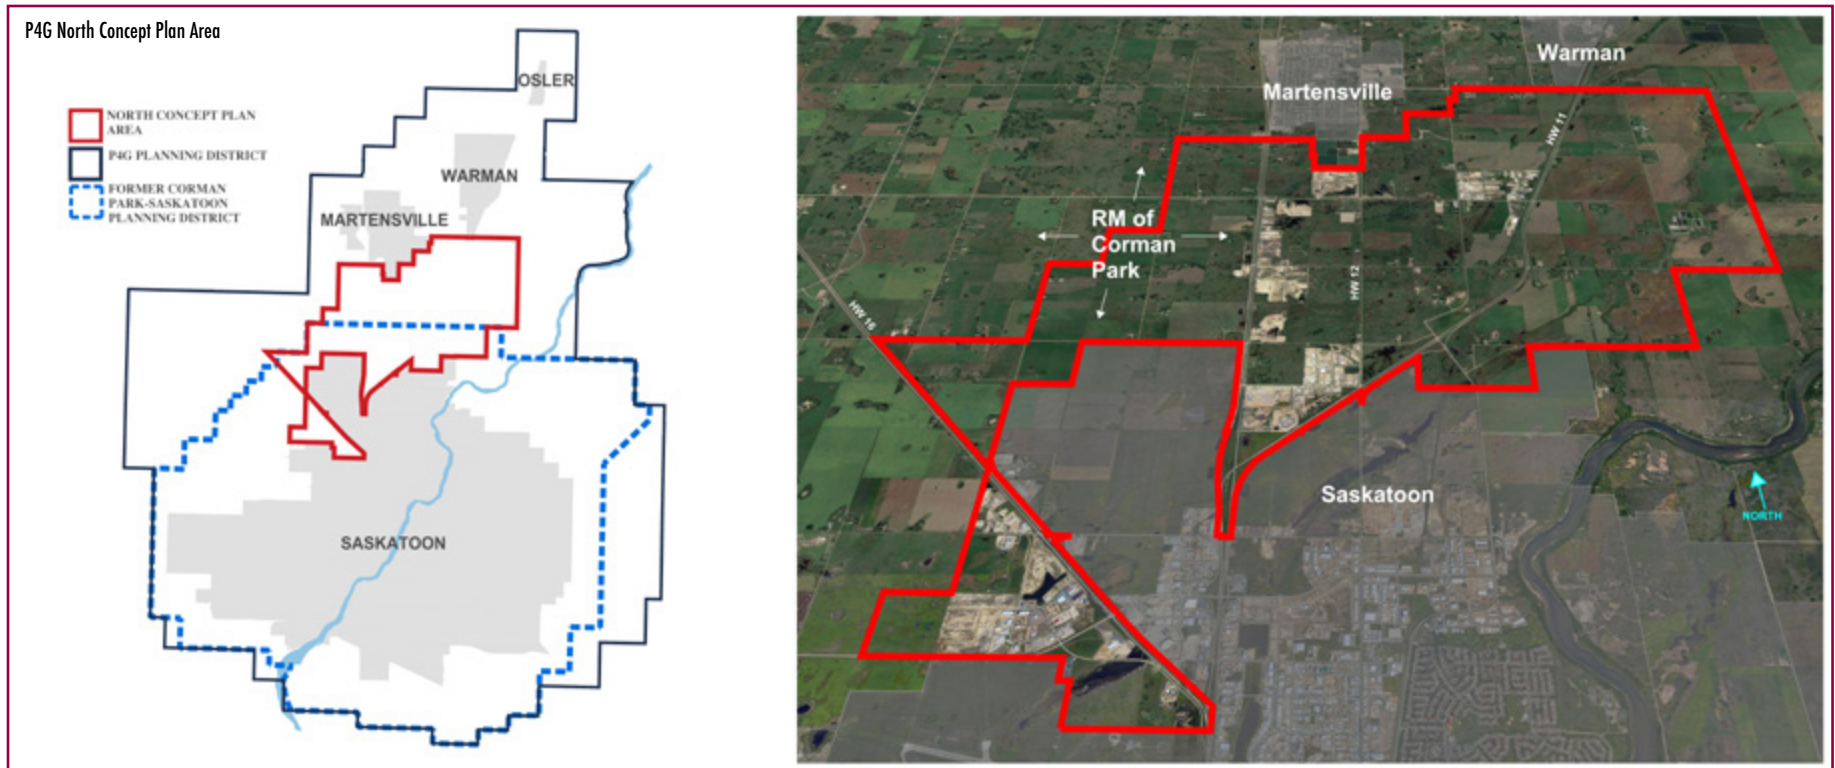 P4G North Concept Plan Area
OSLER
NORTH CONCEPT PLAN
AREA
P4G PLANNING DISTRICT
FORMER CORMAN
PARK-SASKATOON
PLANNING DISTRICT
WARMAN
MARTENSVILLE
SASKATOON
Warman
Martensville
HW 11
RM of
Corman
Park
HW 12
HW 16
Saskatoon
NORTH